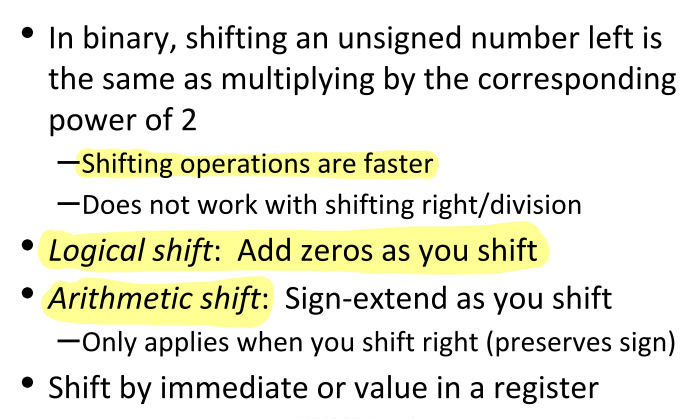 • In binary, shifting an unsigned number left is
the same as multiplying by the corresponding
power of 2
–Shifting operations are faster
–Does not work with shifting right/division
• Logical shift: Add zeros as you shift
• Arithmetic shift: Sign-extend as you shift
–Only applies when you shift right (preserves sign)
• Shift by immediate or value in a register